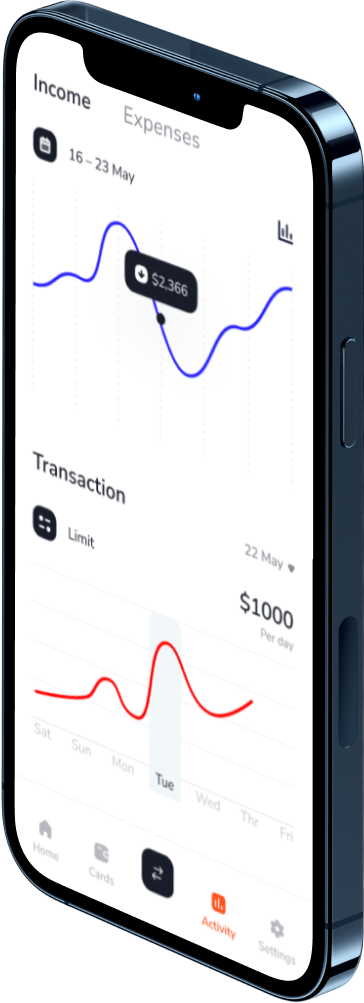 Income
Expenses
16 – 23 May
$2,366
Transaction
Limit
22 May
$1000
Per day
Sat Sun Mon Tue Wed Thr Fri
Home Cards Activity Settings